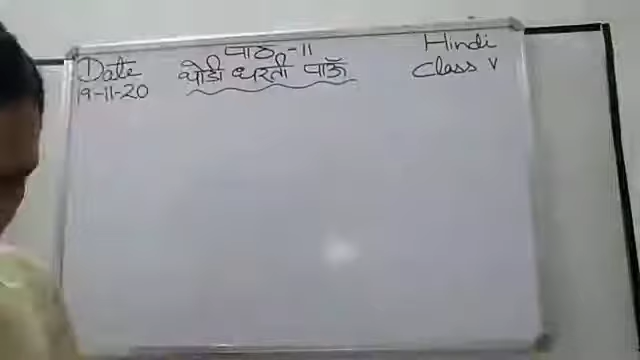 Date
19-11-20
पाठ -11
थोड़ी धरती पाऊँ
Hindi
Class V